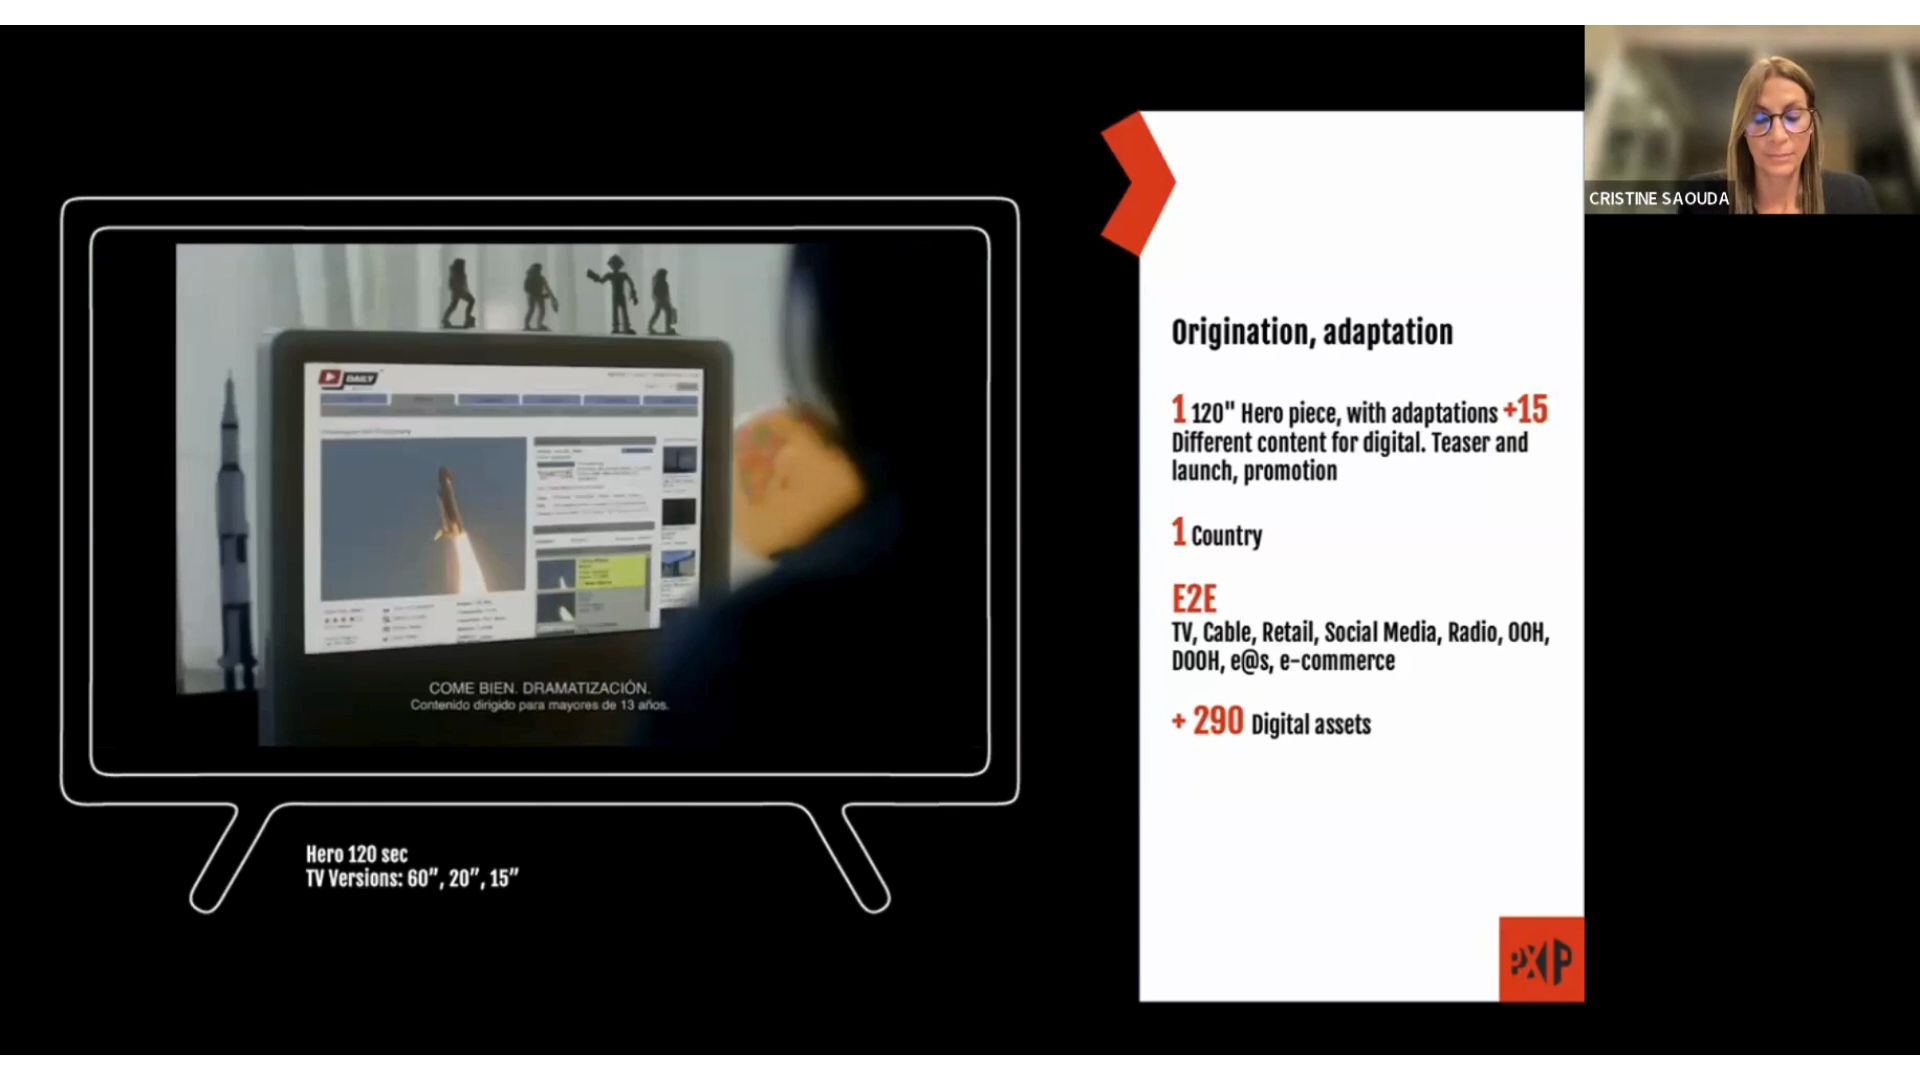 CRISTINE SAOUDA
DAILY
COME BIEN. DRAMATIZACIÓN.
Contenido dirigido para mayores de 13 años.
Hero 120 sec
TV Versions: 60”, 20”, 15”
Origination, adaptation
1 120" Hero piece, with adaptations +15
Different content for digital. Teaser and
launch, promotion
1 Country
E2E
TV, Cable, Retail, Social Media, Radio, OOH,
DOOH, e@s, e-commerce
+ 290 Digital assets
PXP